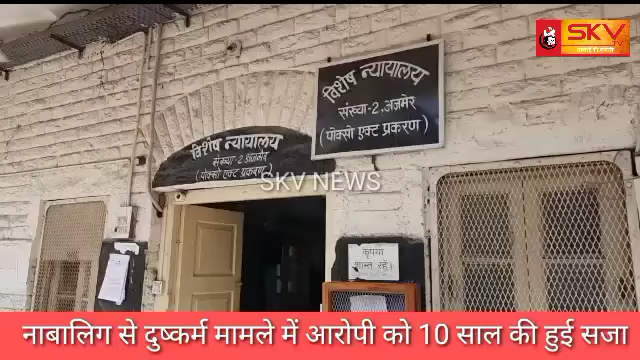 SKV
विशेष न्यायालय
संख्या-2, अजमेर
(पोक्सो एक्ट प्रकरण)
विशेष न्यायालय
संख्या-2 अजमेर
(पोक्सो एक्ट प्रकरण)
SKV NEWS
कृपया
शान्त रहें।
नाबालिग से दुष्कर्म मामले में आरोपी को 10 साल की हुई सजा